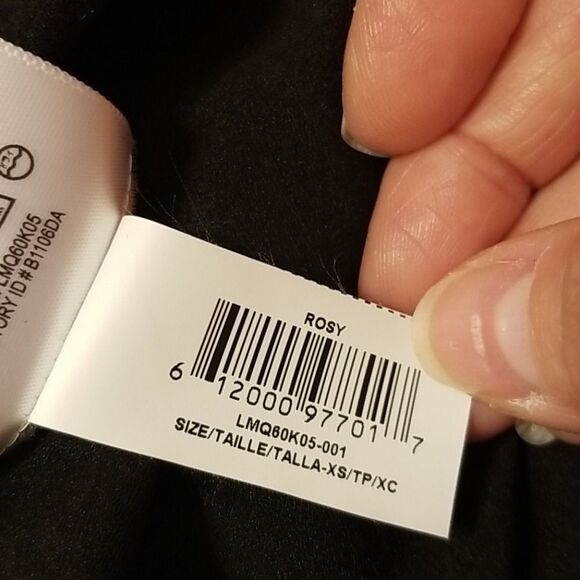 LMQ60K05
ORY ID# B1106DA
ROSY
6 12000 97701 7
LMQ60K05-001
SIZE/TAILLE/TALLA-XS/TP/XC